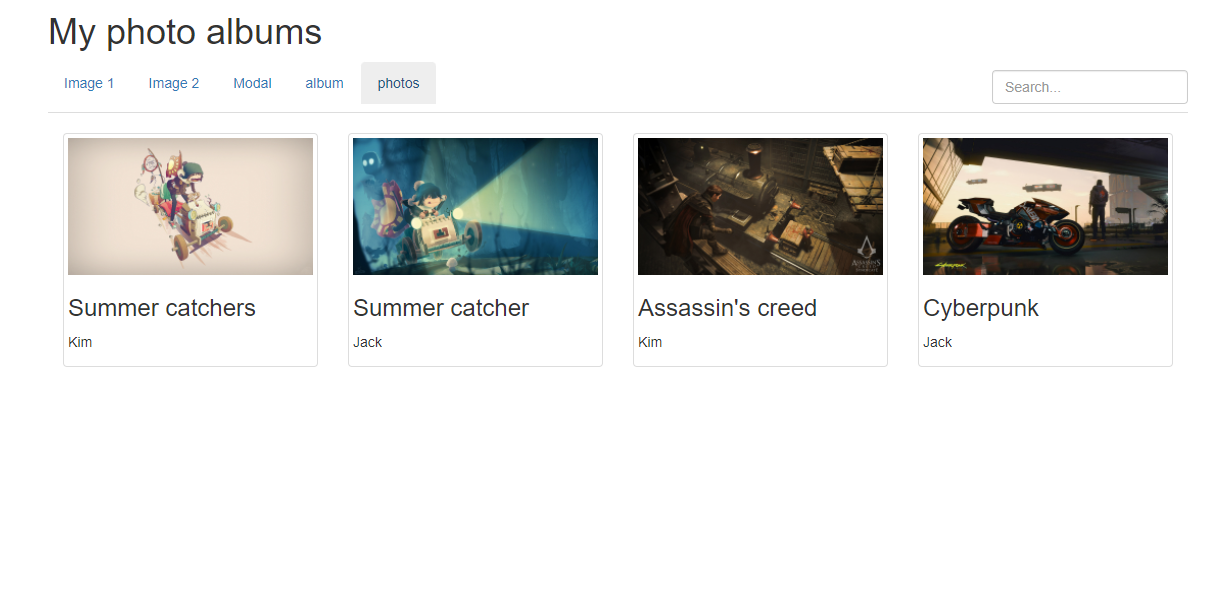 My photo albums
Image 1 Image 2 Modal album photos Search...
Summer catchers
Kim
Summer catcher
Jack
ASSASSIN'S
Assassin's creed
Kim
Cyberpunk
Jack